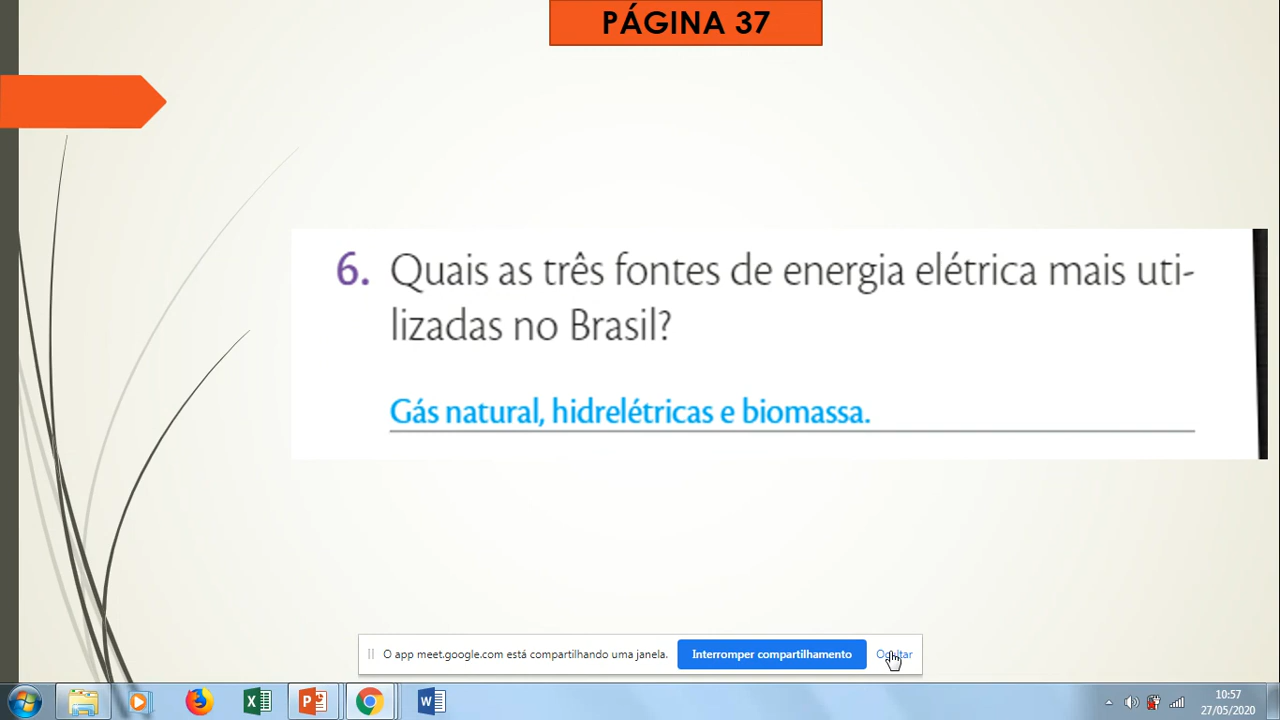 PÁGINA 37
6. Quais as três fontes de energia elétrica mais uti-
lizadas no Brasil?
Gás natural, hidrelétricas e biomassa.
O app meet.google.com está compartilhando uma janela. Interromper compartilhamento Ocultar
10:57
27/05/2020